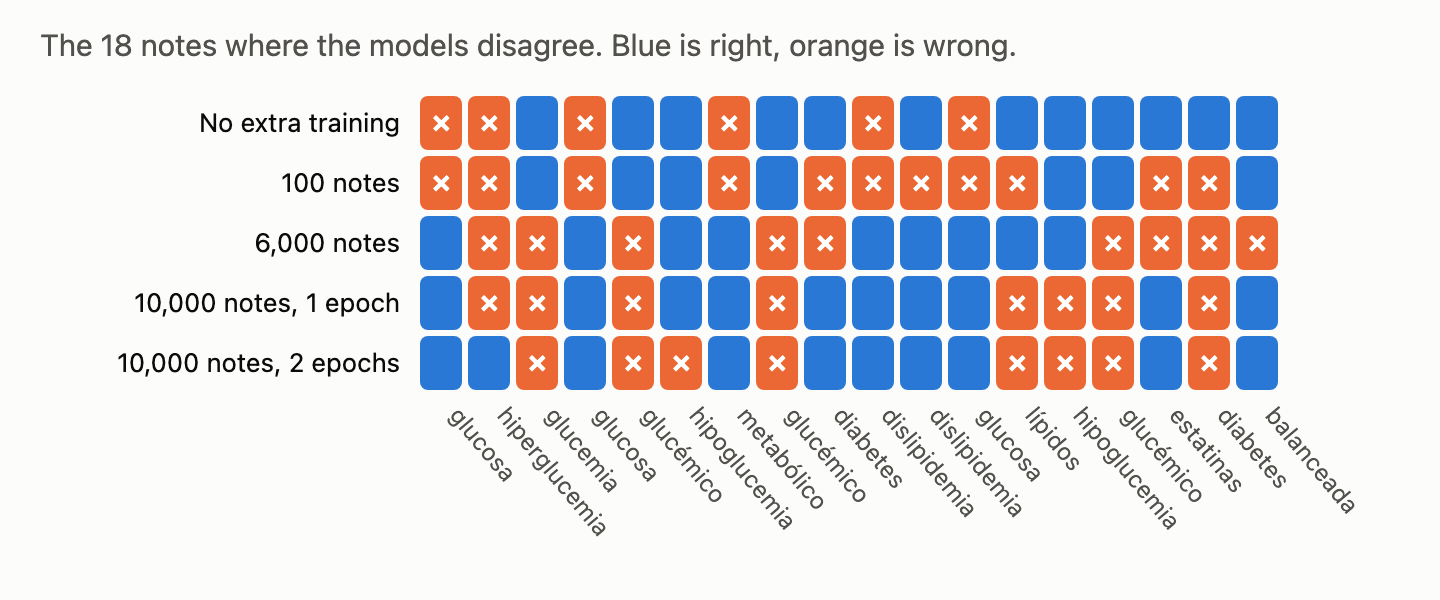 The 18 notes where the models disagree. Blue is right, orange is wrong.
No extra training
100 notes
6,000 notes
10,000 notes, 1 epoch
10,000 notes, 2 epochs
glucosa
hiperglucemia
glucemia
glucosa
glucémico
hipoglucemia
metabólico
glucémico
diabetes
dislipidemia
dislipidemia
glucosa
lípidos
hipoglucemia
glucémico
estatinas
diabetes
balanceada